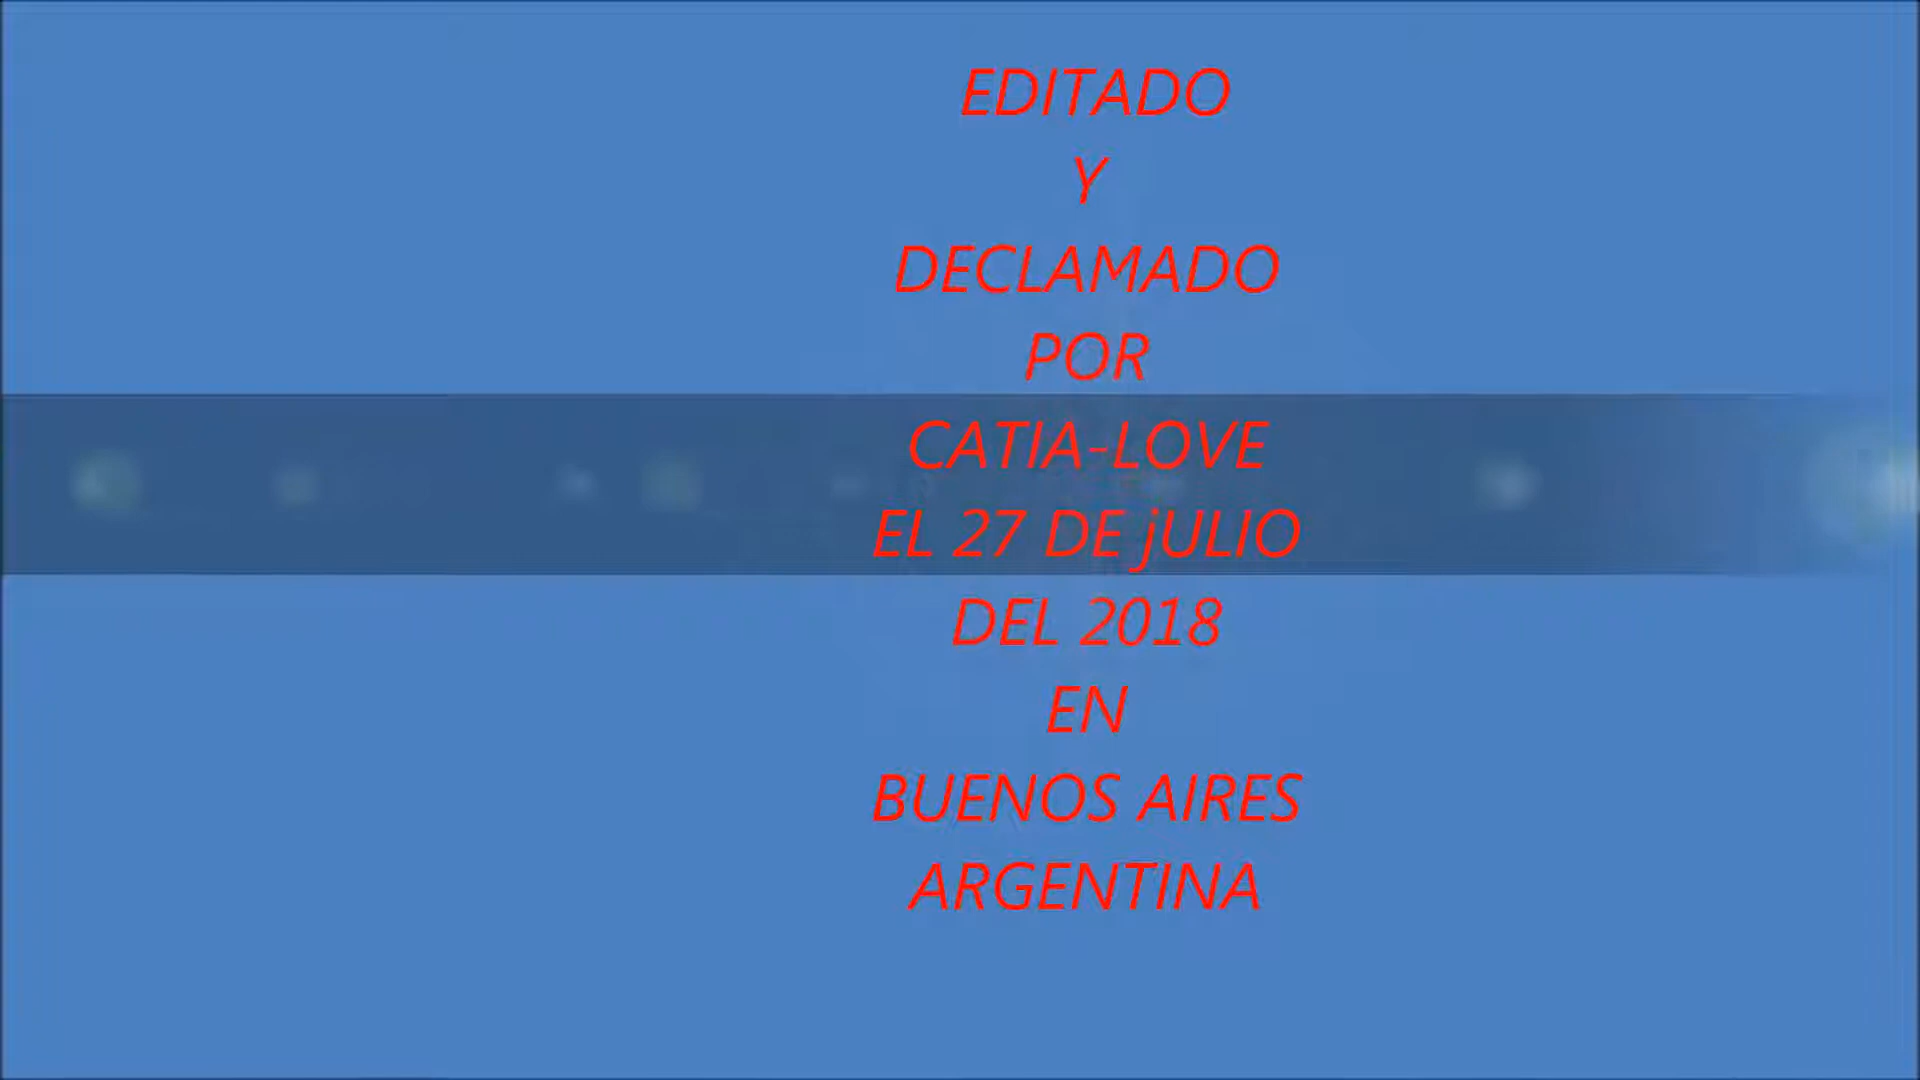 EDITADO
Y
DECLAMADO
POR
CATIA-LOVE
EL 27 DE jULIO
DEL 2018
EN
BUENOS AIRES
ARGENTINA